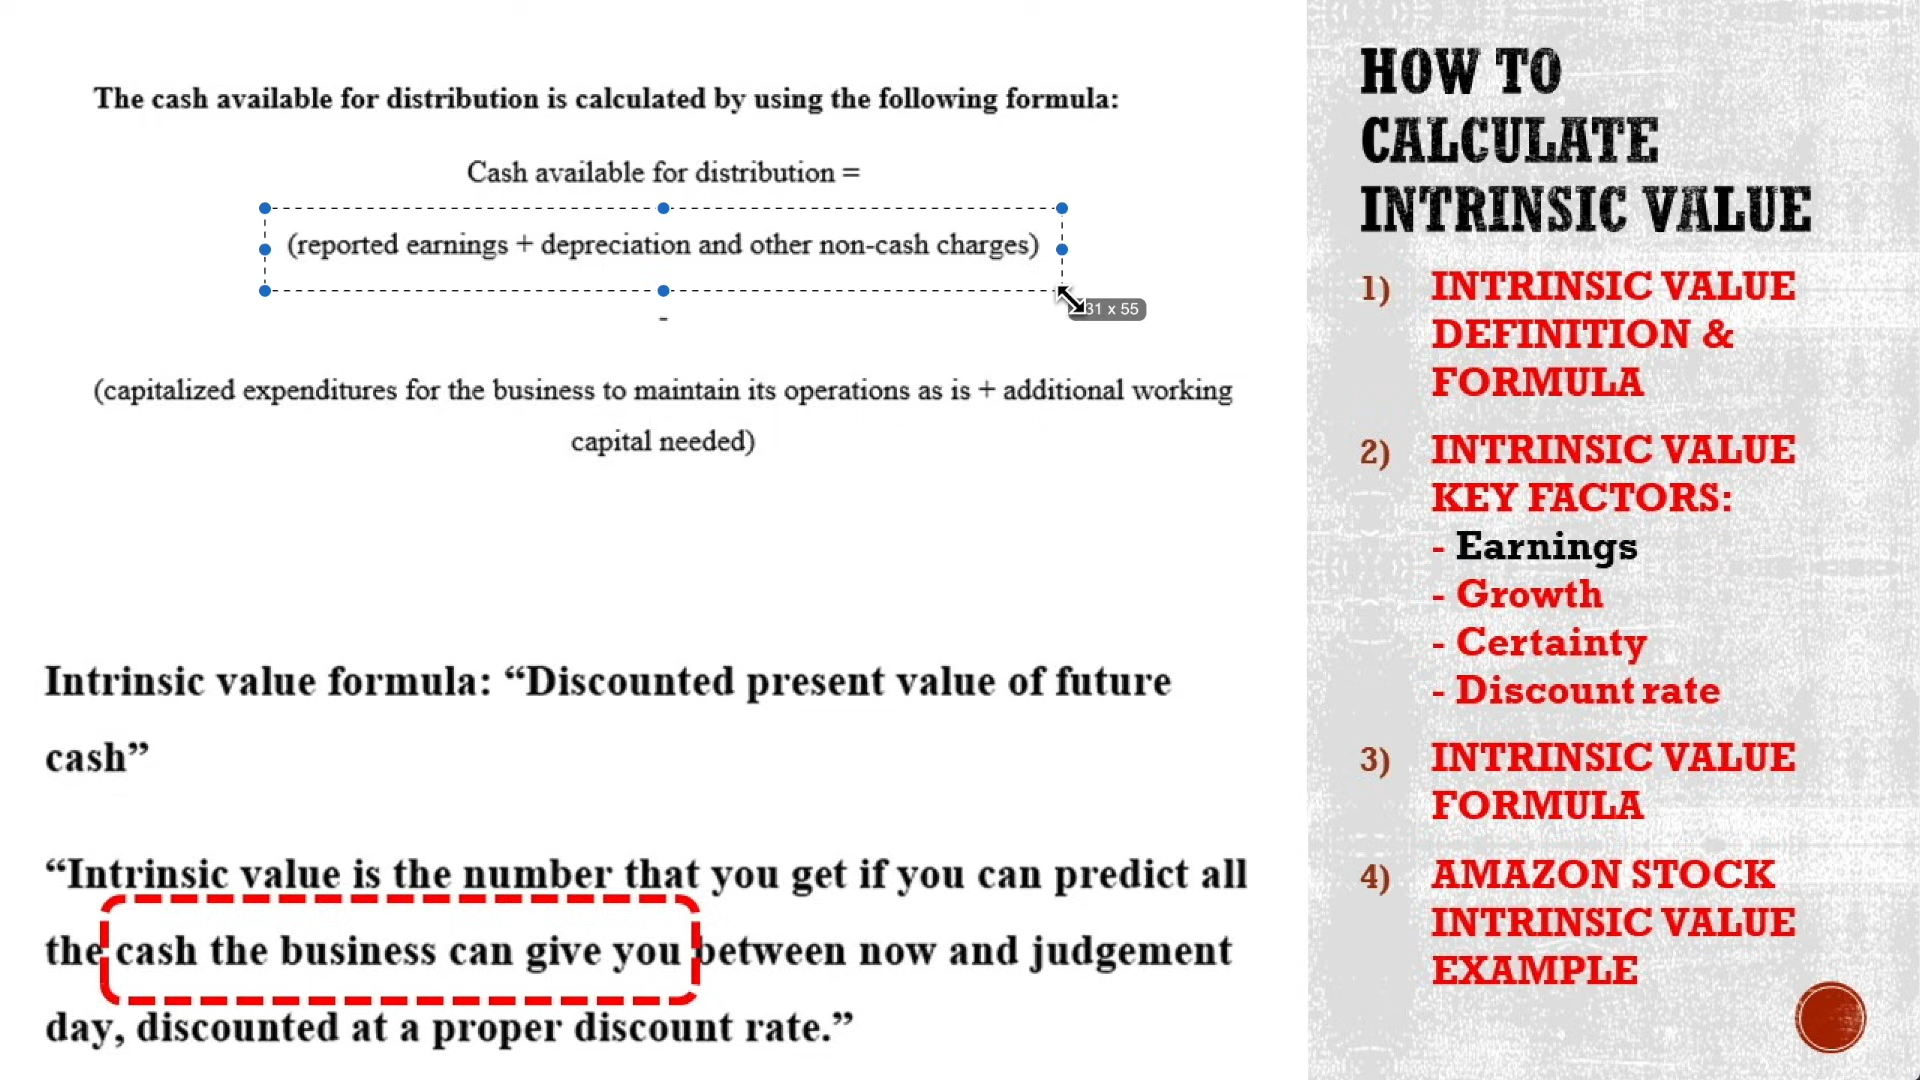 The cash available for distribution is calculated by using the following formula:
Cash available for distribution =
(reported earnings + depreciation and other non-cash charges)
-
(capitalized expenditures for the business to maintain its operations as is + additional working
capital needed)
Intrinsic value formula: “Discounted present value of future
cash”
“Intrinsic value is the number that you get if you can predict all
the cash the business can give you between now and judgement
day, discounted at a proper discount rate.”
HOW TO
CALCULATE
INTRINSIC VALUE
1) INTRINSIC VALUE
DEFINITION &
FORMULA
2) INTRINSIC VALUE
KEY FACTORS:
- Earnings
- Growth
- Certainty
- Discount rate
3) INTRINSIC VALUE
FORMULA
4) AMAZON STOCK
INTRINSIC VALUE
EXAMPLE